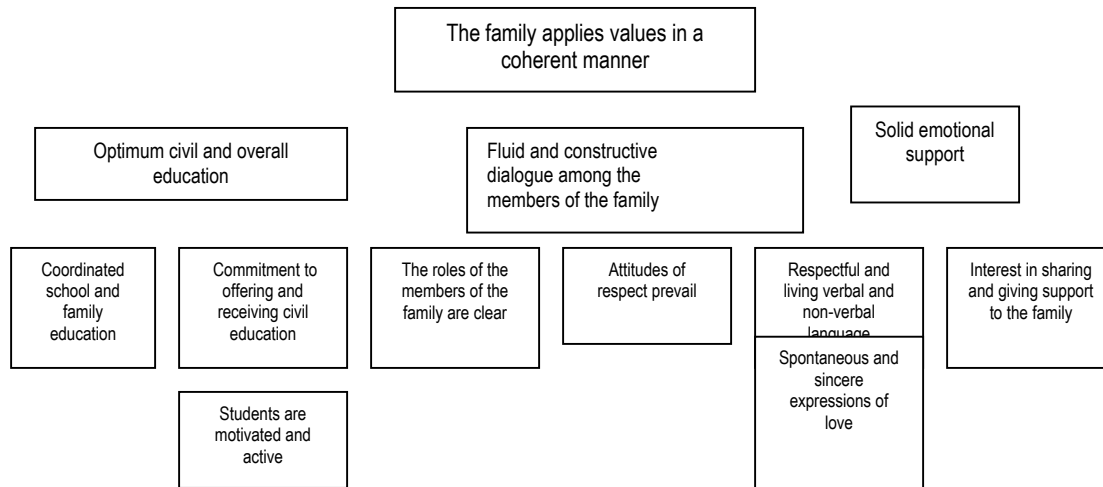 The family applies values in a
coherent manner
Optimum civil and overall
education
Fluid and constructive
dialogue among the
members of the family
Solid emotional
support
Coordinated
school and
family
education
Commitment to
offering and
receiving civil
education
The roles of the
members of the
family are clear
Attitudes of
respect prevail
Respectful and
living verbal and
non-verbal
language
Interest in sharing
and giving support
to the family
Students are
motivated and
active
Spontaneous and
sincere
expressions of
love